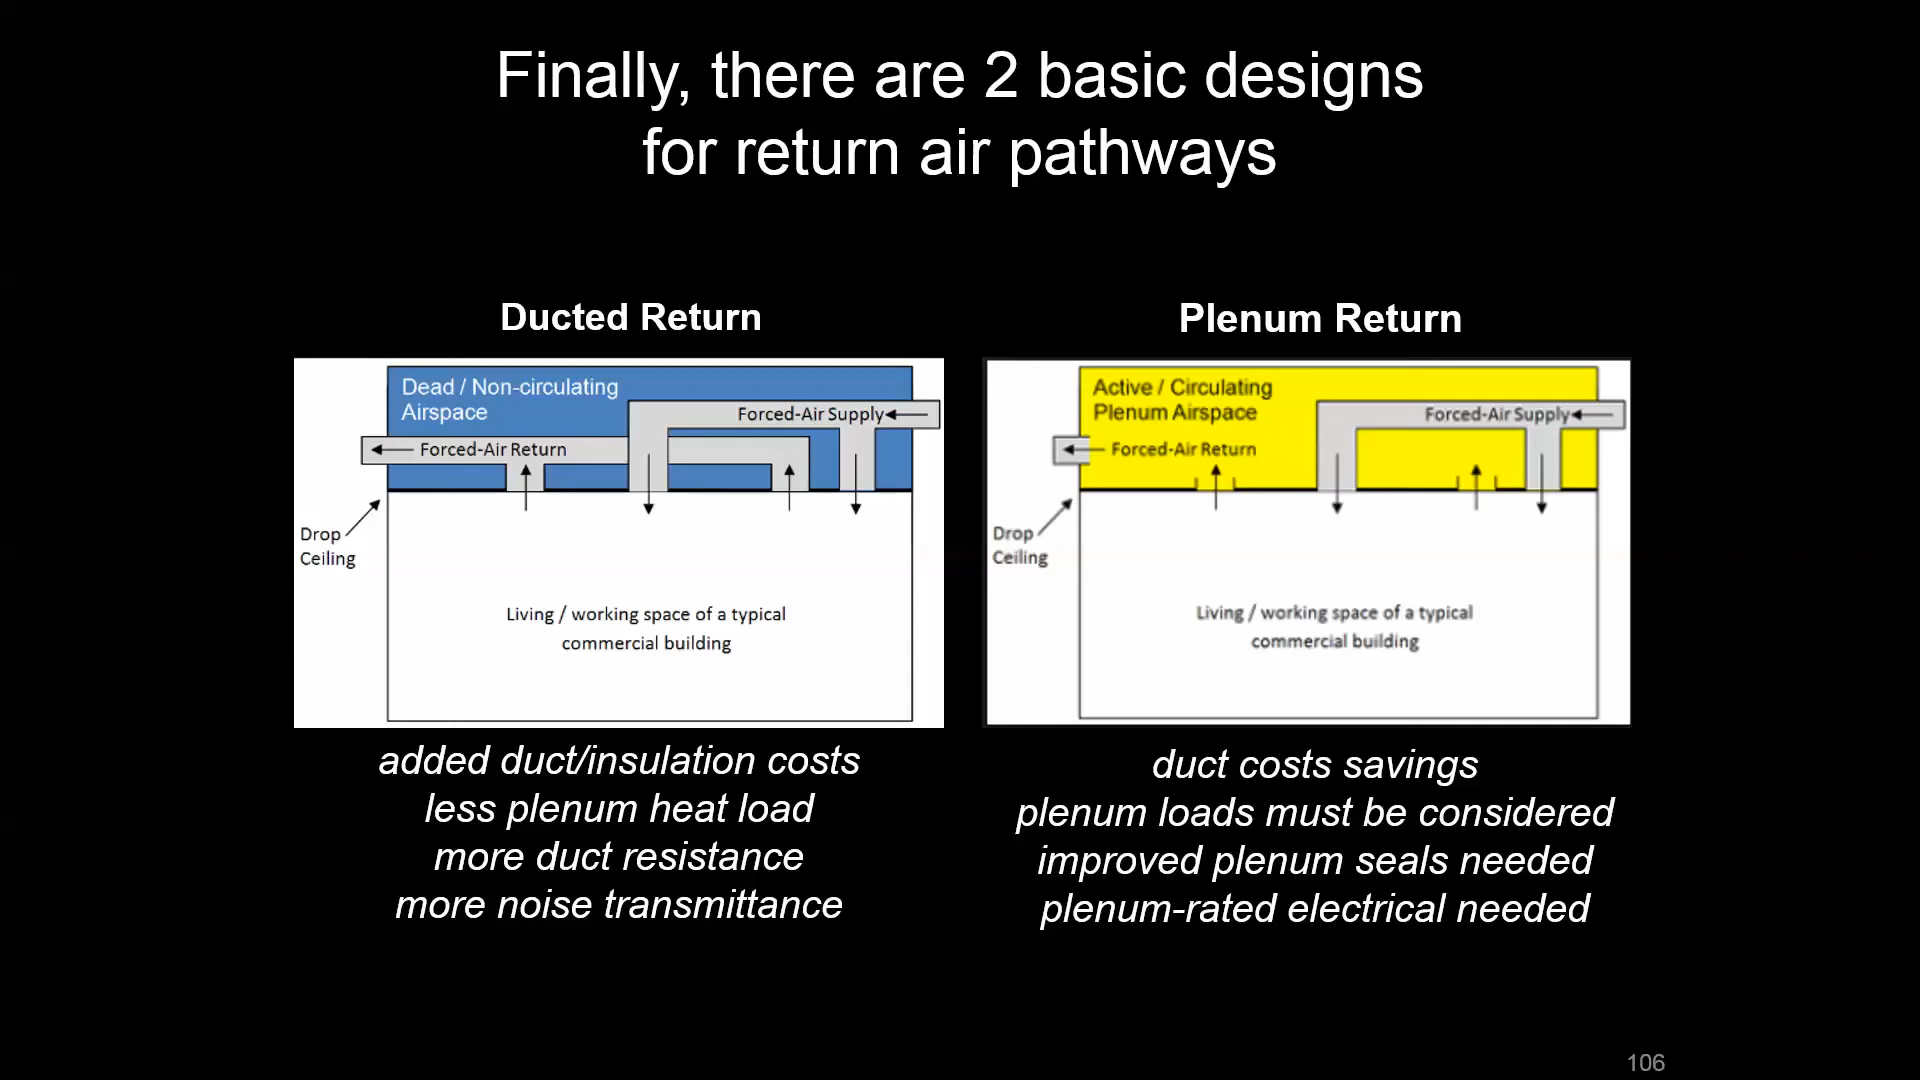 Finally, there are 2 basic designs
for return air pathways
Ducted Return
Dead / Non-circulating
Airspace
Forced-Air Supply
Forced-Air Return
Drop
Ceiling
Living / working space of a typical
commercial building
added duct/insulation costs
less plenum heat load
more duct resistance
more noise transmittance
Plenum Return
Active / Circulating
Plenum Airspace
Forced-Air Supply
Forced-Air Return
Drop
Ceiling
Living / working space of a typical
commercial building
duct costs savings
plenum loads must be considered
improved plenum seals needed
plenum-rated electrical needed
106